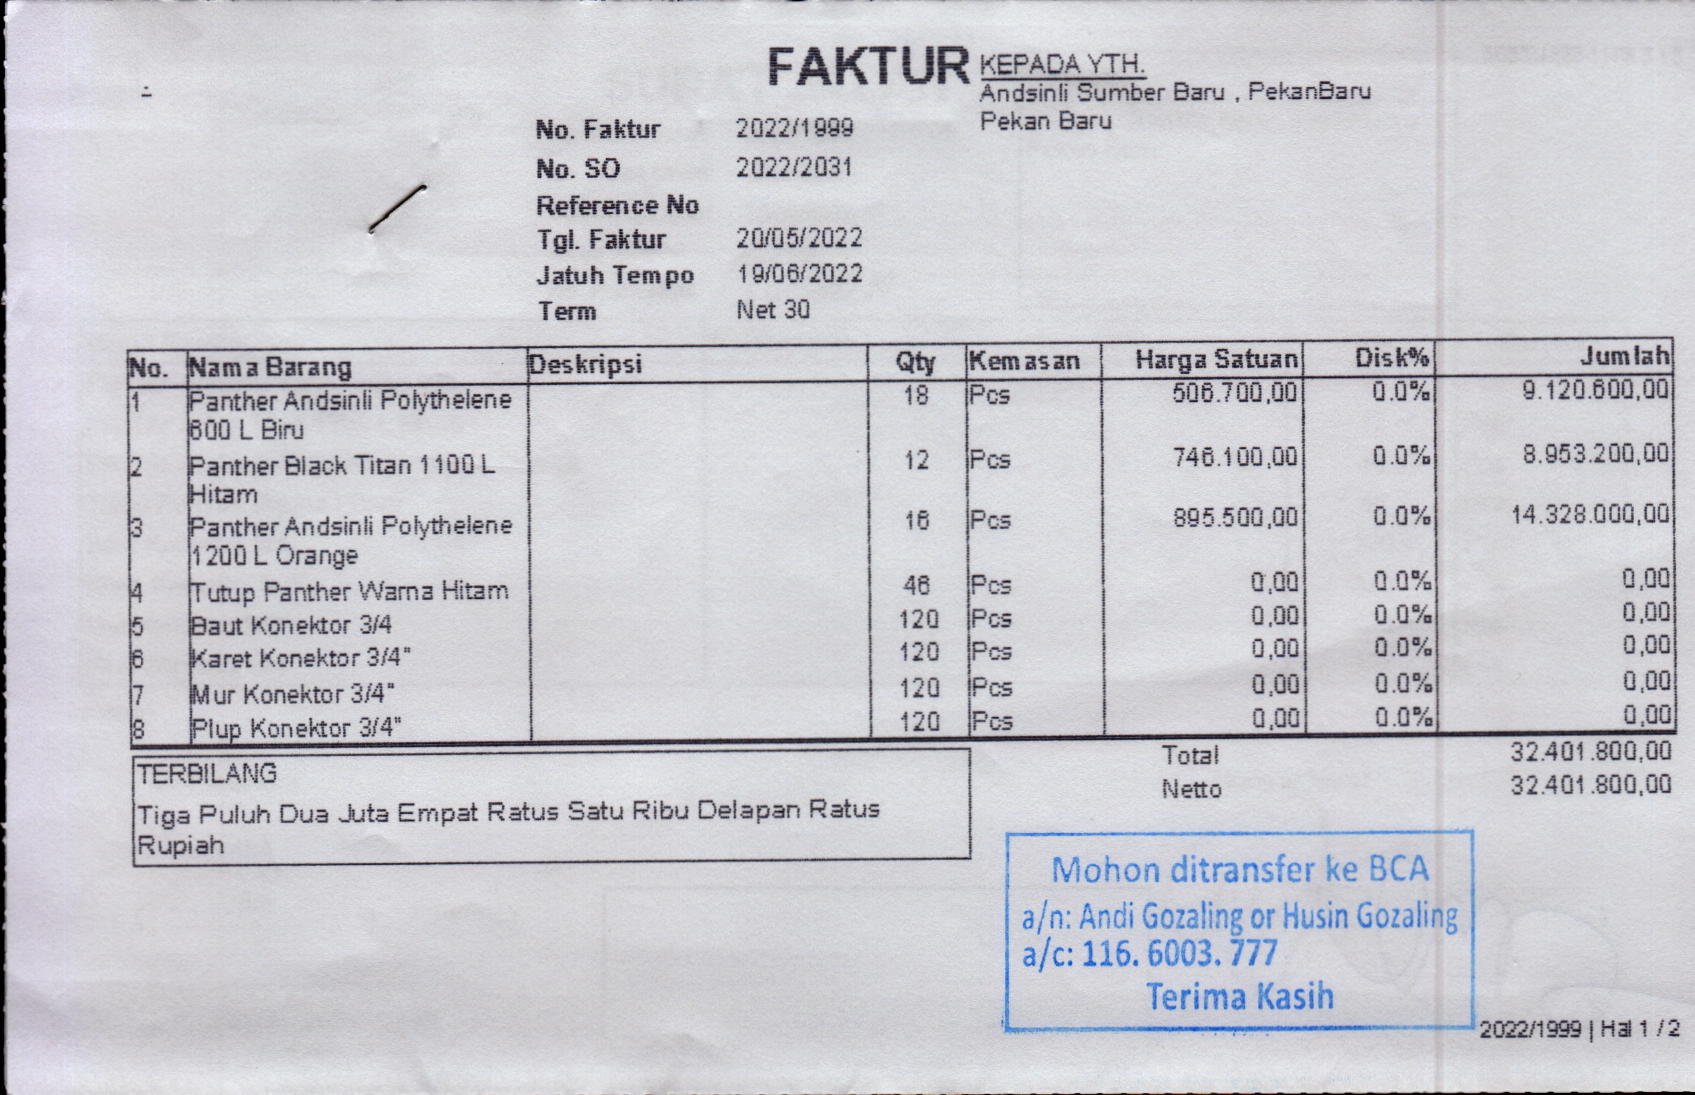 FAKTUR
KEPADA YTH.
Andsinli Sumber Baru , PekanBaru
Pekan Baru
No. Faktur 2022/1999
No. SO 2022/2031
Reference No
Tgl. Faktur 20/05/2022
Jatuh Tempo 19/06/2022
Term Net 30
No. Nama Barang Deskripsi Qty Kemasan Harga Satuan Disk% Jumlah
1 Panther Andsinli Polythelene 18 Pcs 506.700,00 0.0% 9.120.600,00
600 L Biru
2 Panther Black Titan 1100 L 12 Pcs 746.100,00 0.0% 8.953.200,00
Hitam
3 Panther Andsinli Polythelene 16 Pcs 895.500,00 0.0% 14.328.000,00
1200 L Orange
4 Tutup Panther Warna Hitam 46 Pcs 0,00 0.0% 0,00
5 Baut Konektor 3/4 120 Pcs 0,00 0.0% 0,00
6 Karet Konektor 3/4" 120 Pcs 0,00 0.0% 0,00
7 Mur Konektor 3/4" 120 Pcs 0,00 0.0% 0,00
8 Plup Konektor 3/4" 120 Pcs 0,00 0.0% 0,00
Total 32.401.800,00
Netto 32.401.800,00
TERBILANG
Tiga Puluh Dua Juta Empat Ratus Satu Ribu Delapan Ratus
Rupiah
Mohon ditransfer ke BCA
a/n: Andi Gozaling or Husin Gozaling
a/c: 116. 6003. 777
Terima Kasih
2022/1999 | Hal 1 / 2